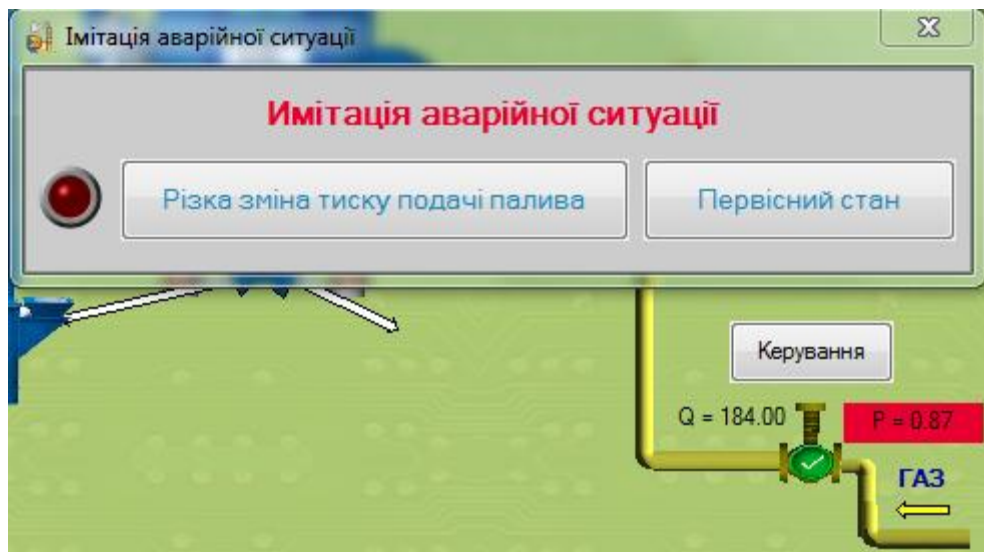 Імітація аварійної ситуації
Имітація аварійної ситуації
Різка зміна тиску подачі палива
Первісний стан
Керування
Q = 184.00
P = 0.87
ГАЗ